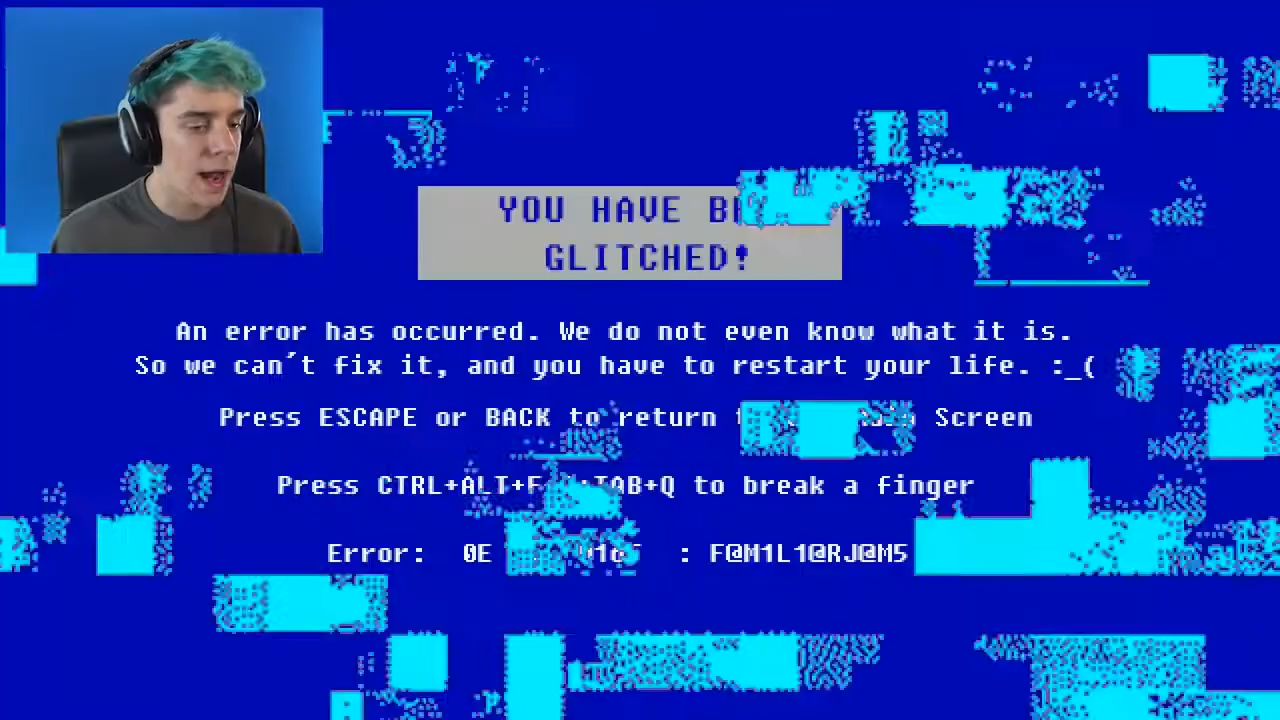 YOU HAVE
GLITCHED!
An error has occurred. We do not even know what it is.
So we can't fix it, and you have to restart your life. :_(
Press ESCAPE or BACK to return Screen
Press CTRL+ALT+F +TAB+Q to break a finger
Error: 0E : F@M1L1@RJ@M5